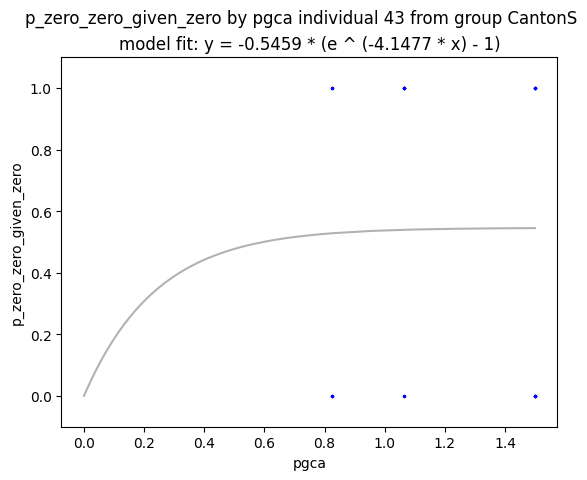 p_zero_zero_given_zero by pgca individual 43 from group CantonS
model fit: y = -0.5459 * (e ^ (-4.1477 * x) - 1)
1.0
0.8
0.6
0.4
0.2
0.0
p_zero_zero_given_zero
0.0 0.2 0.4 0.6 0.8 1.0 1.2 1.4
pgca